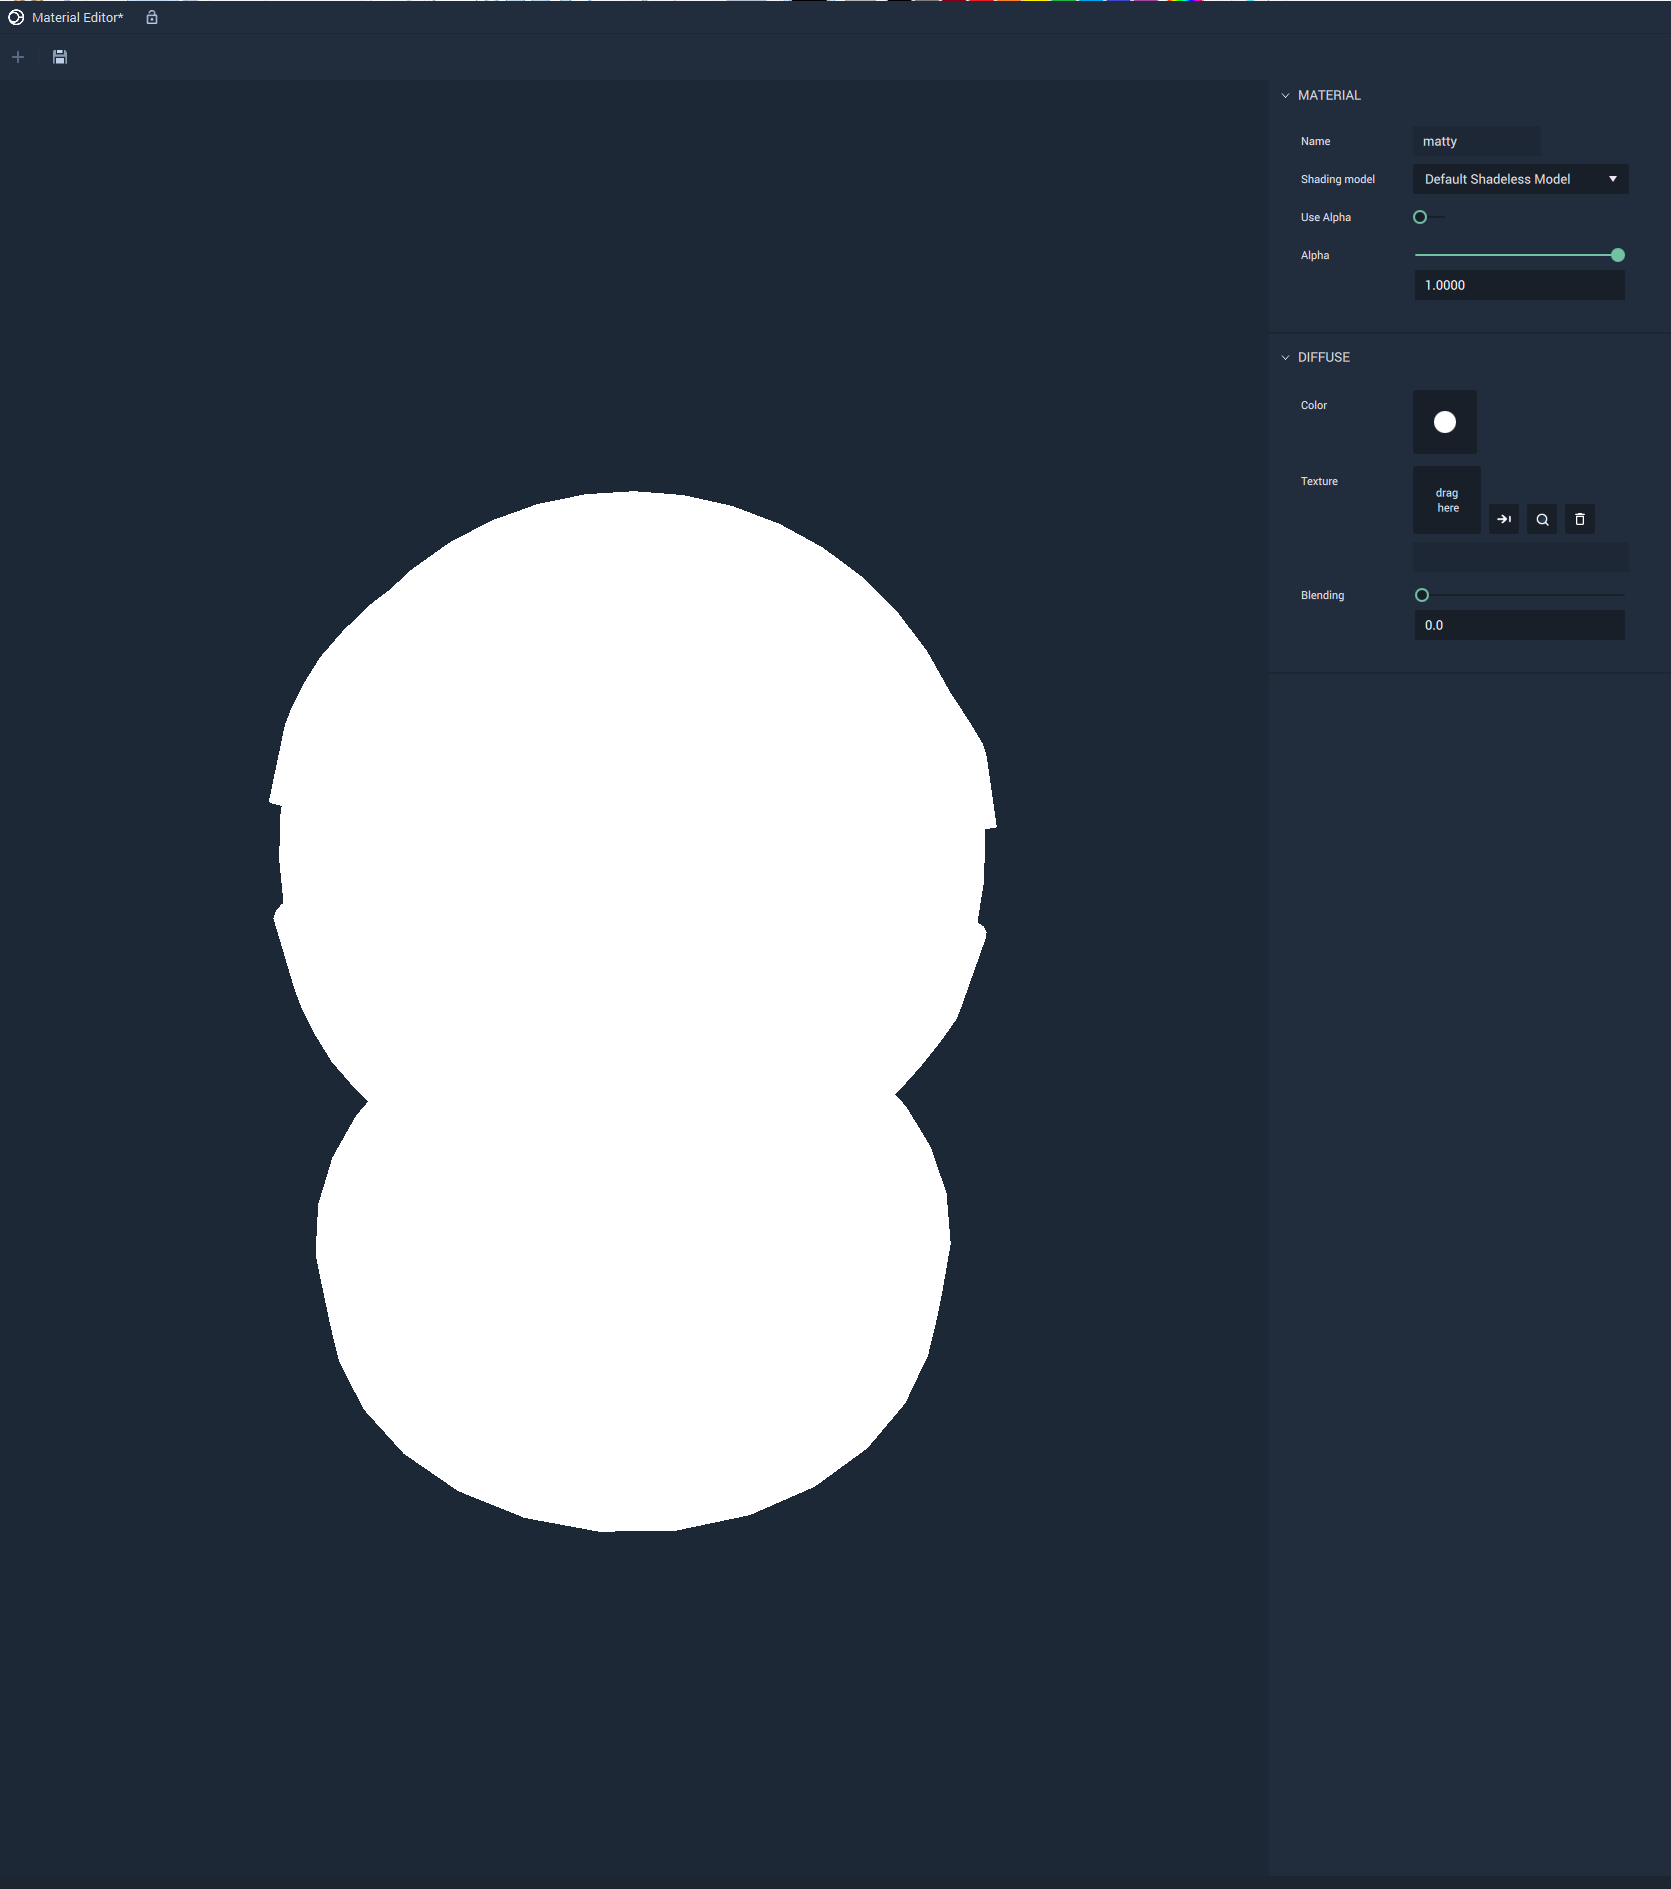 Material Editor*
MATERIAL
Name matty
Shading model Default Shadeless Model
Use Alpha
Alpha
1.0000
DIFFUSE
Color
Texture
drag
here
Blending
0.0